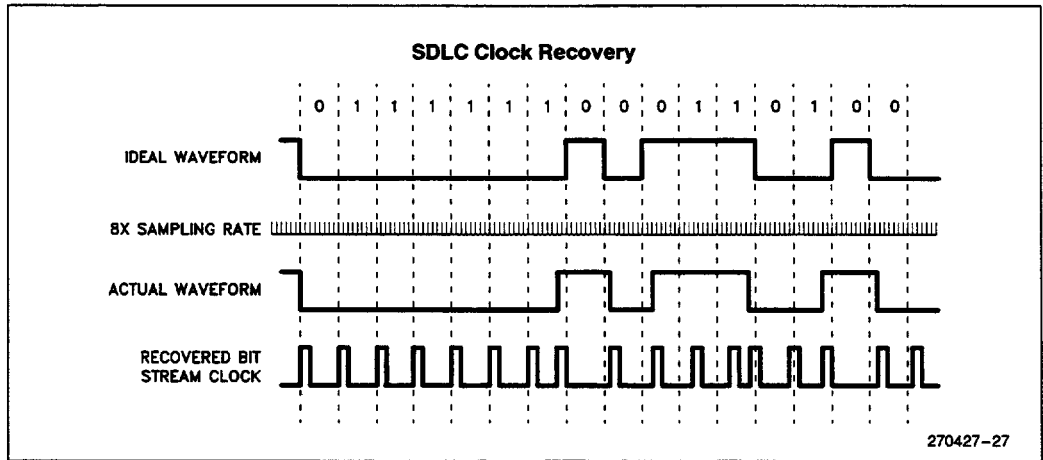 SDLC Clock Recovery
0 1 1 1 1 1 1 0 0 0 1 1 0 1 0 0
IDEAL WAVEFORM
8X SAMPLING RATE
ACTUAL WAVEFORM
RECOVERED BIT
STREAM CLOCK
270427-27